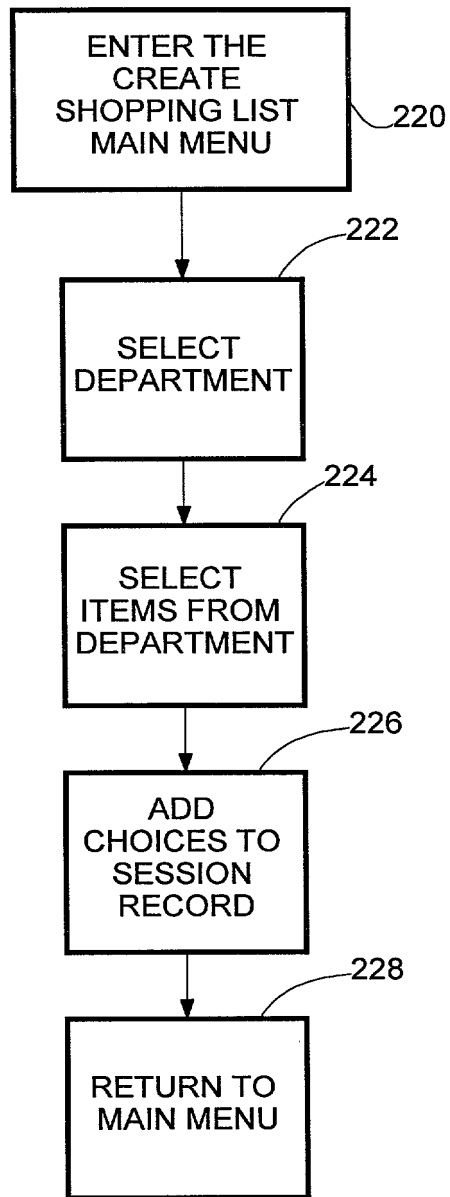 ENTER THE
CREATE
SHOPPING LIST
MAIN MENU
220
222
SELECT
DEPARTMENT
224
SELECT
ITEMS FROM
DEPARTMENT
226
ADD
CHOICES TO
SESSION
RECORD
228
RETURN TO
MAIN MENU